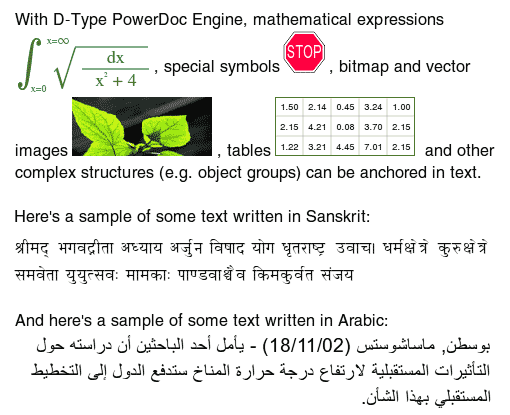 With D-Type PowerDoc Engine, mathematical expressions
∫ x=∞ x=0 √ dx / x² + 4 , special symbols STOP , bitmap and vector
images , tables
1.50 2.14 0.45 3.24 1.00
2.15 4.21 0.08 3.70 2.15
1.22 3.21 4.45 7.01 2.15
and other
complex structures (e.g. object groups) can be anchored in text.
Here's a sample of some text written in Sanskrit:
श्रीमद् भगवद्गीता अध्याय अर्जुन विषाद योग धृतराष्ट्र उवाच। धर्मक्षेत्रे कुरुक्षेत्रे
समवेता युयुत्सवः मामकाः पाण्डवाश्चैव किमकुर्वत संजय
And here's a sample of some text written in Arabic:
بوسطن, ماساشوستس (18/11/02) - يأمل أحد الباحثين أن دراسته حول
التأثيرات المستقبلية لارتفاع درجة حرارة المناخ ستدفع الدول إلى التخطيط
المستقبلي بهذا الشأن.